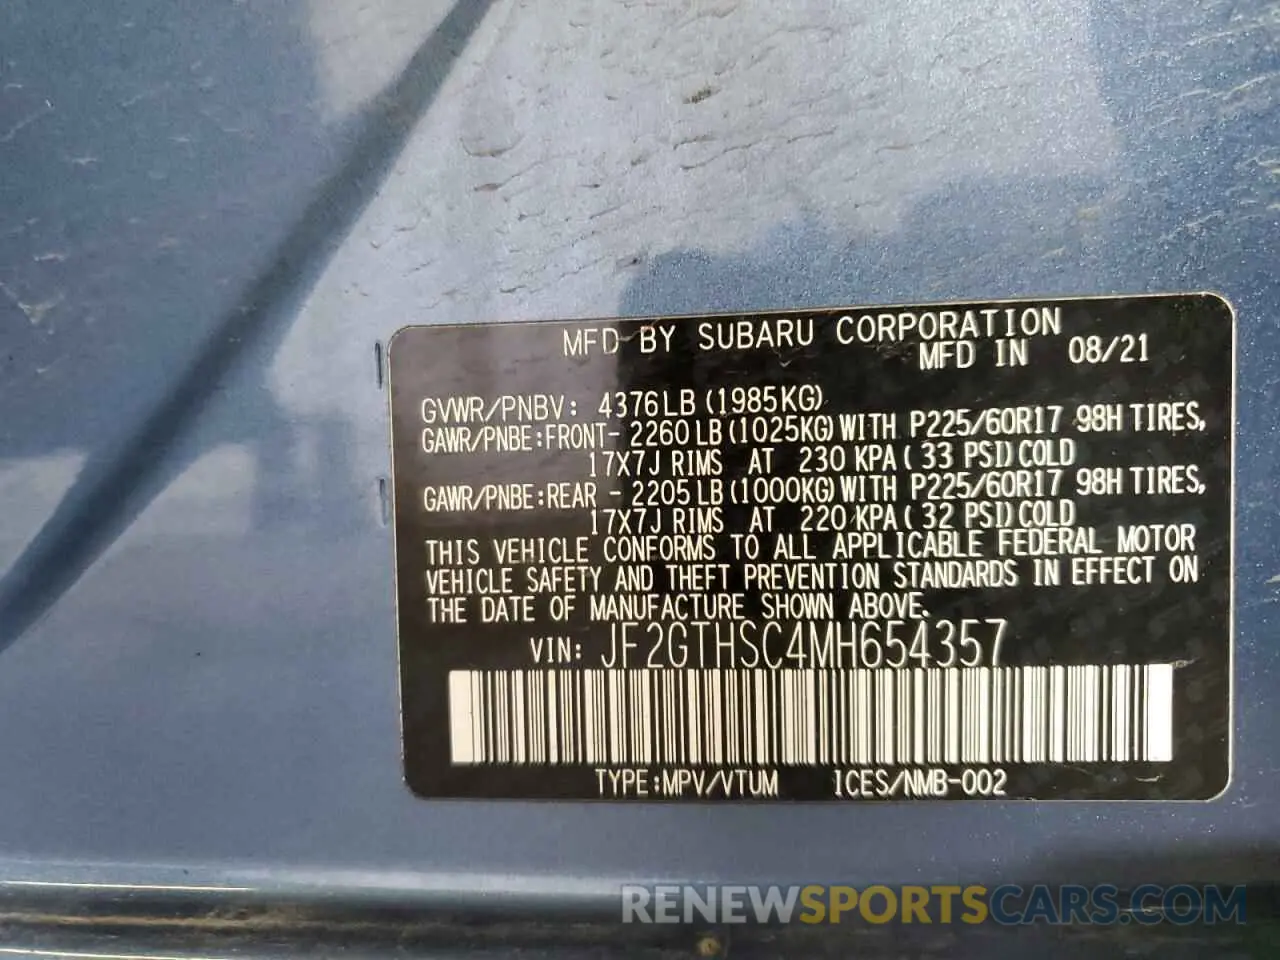 MFD BY SUBARU CORPORATION
MFD IN 08/21
GVWR/PNBV: 4376LB(1985KG)
GAWR/PNBE:FRONT- 2260LB(1025KG)WITH P225/60R17 98H TIRES,
17X7J RIMS AT 230 KPA( 33 PSI)COLD
GAWR/PNBE:REAR - 2205LB(1000KG)WITH P225/60R17 98H TIRES,
17X7J RIMS AT 220 KPA( 32 PSI)COLD
THIS VEHICLE CONFORMS TO ALL APPLICABLE FEDERAL MOTOR
VEHICLE SAFETY AND THEFT PREVENTION STANDARDS IN EFFECT ON
THE DATE OF MANUFACTURE SHOWN ABOVE.
VIN: JF2GTHSC4MH654357
TYPE:MPV/VTUM ICES/NMB-002
RENEWSPORTSCARS.COM